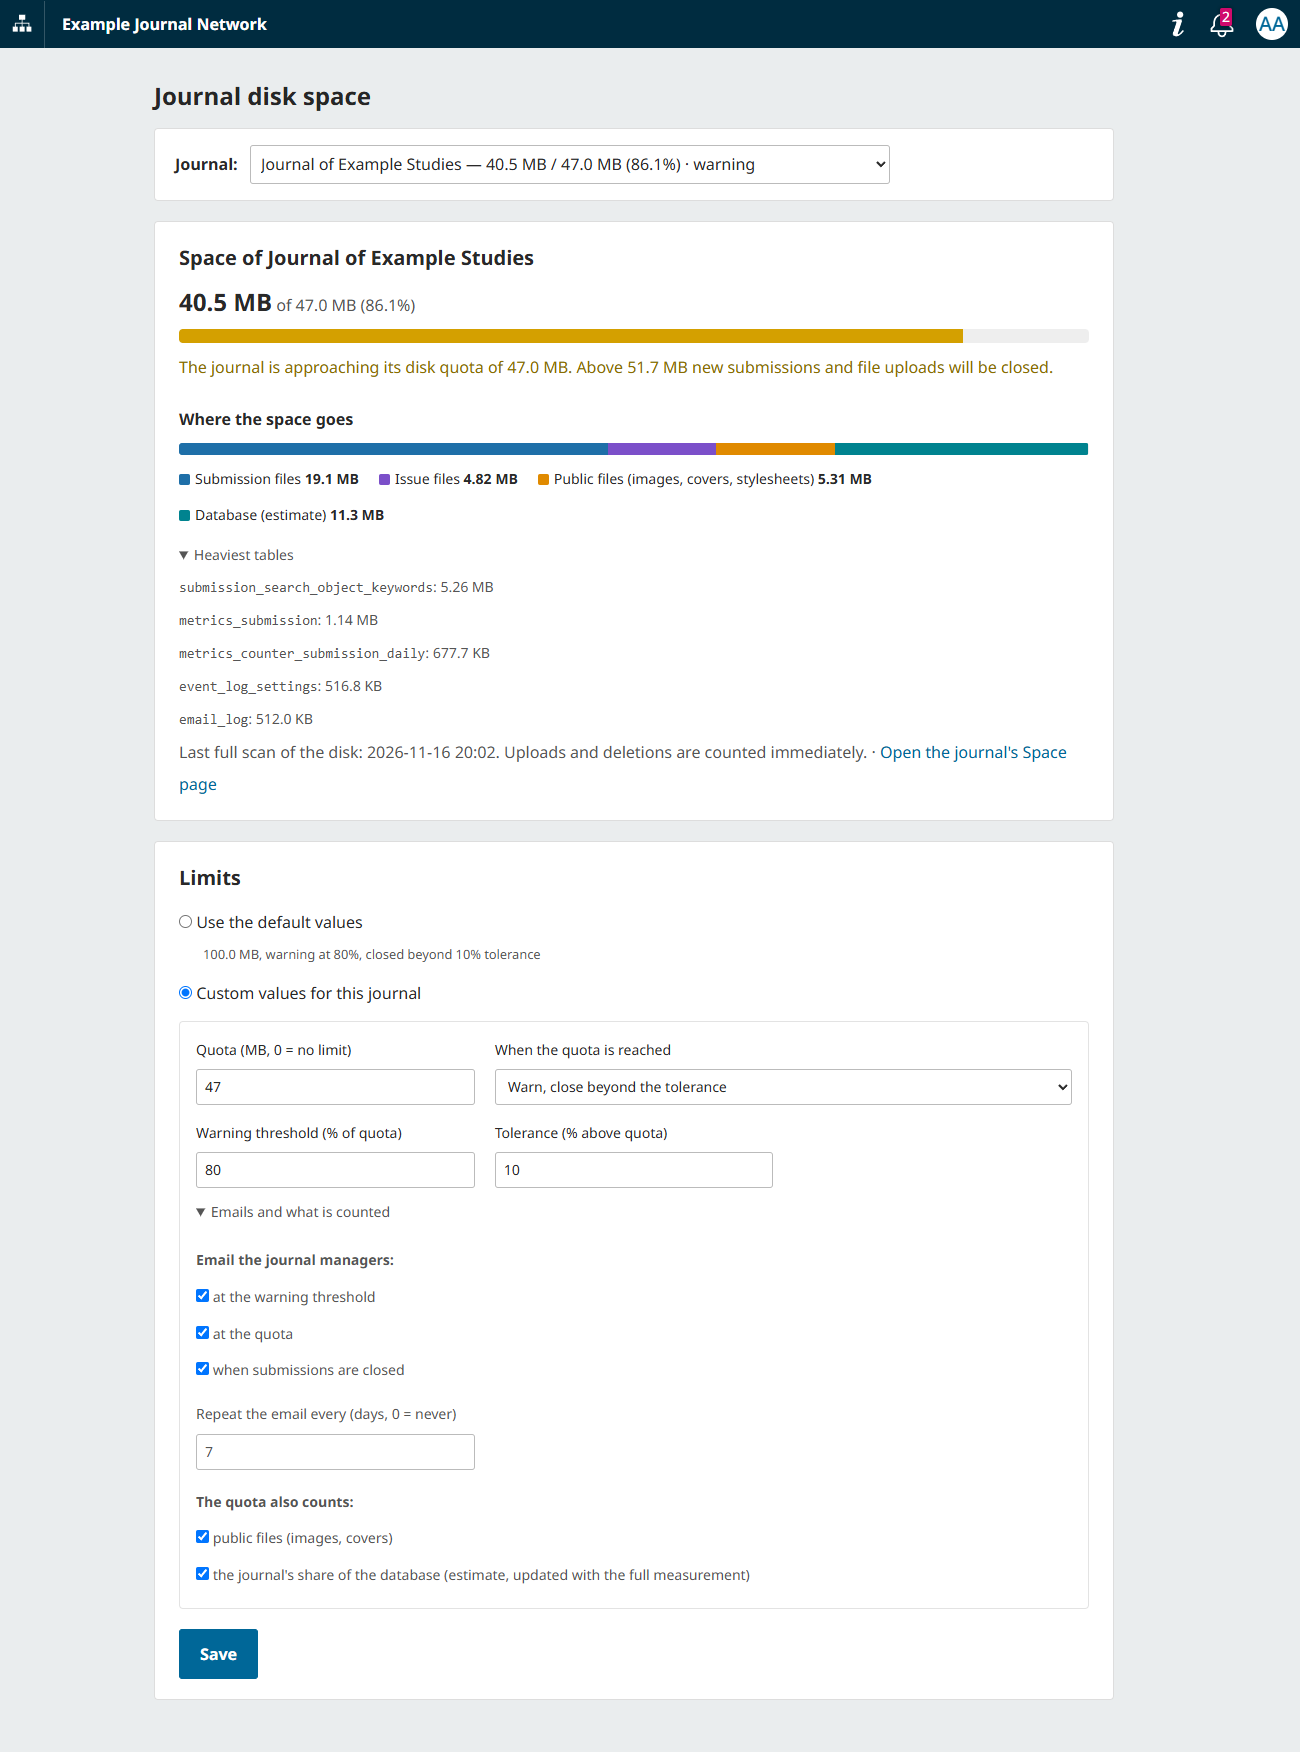 Example Journal Network
2
AA
Journal disk space
Journal: Journal of Example Studies — 40.5 MB / 47.0 MB (86.1%) · warning
Space of Journal of Example Studies
40.5 MB of 47.0 MB (86.1%)
The journal is approaching its disk quota of 47.0 MB. Above 51.7 MB new submissions and file uploads will be closed.
Where the space goes
Submission files 19.1 MB Issue files 4.82 MB Public files (images, covers, stylesheets) 5.31 MB
Database (estimate) 11.3 MB
▼ Heaviest tables
submission_search_object_keywords: 5.26 MB
metrics_submission: 1.14 MB
metrics_counter_submission_daily: 677.7 KB
event_log_settings: 516.8 KB
email_log: 512.0 KB
Last full scan of the disk: 2026-11-16 20:02. Uploads and deletions are counted immediately. · Open the journal's Space
page
Limits
Use the default values
100.0 MB, warning at 80%, closed beyond 10% tolerance
Custom values for this journal
Quota (MB, 0 = no limit) When the quota is reached
47 Warn, close beyond the tolerance
Warning threshold (% of quota) Tolerance (% above quota)
80 10
▼ Emails and what is counted
Email the journal managers:
at the warning threshold
at the quota
when submissions are closed
Repeat the email every (days, 0 = never)
7
The quota also counts:
public files (images, covers)
the journal's share of the database (estimate, updated with the full measurement)
Save